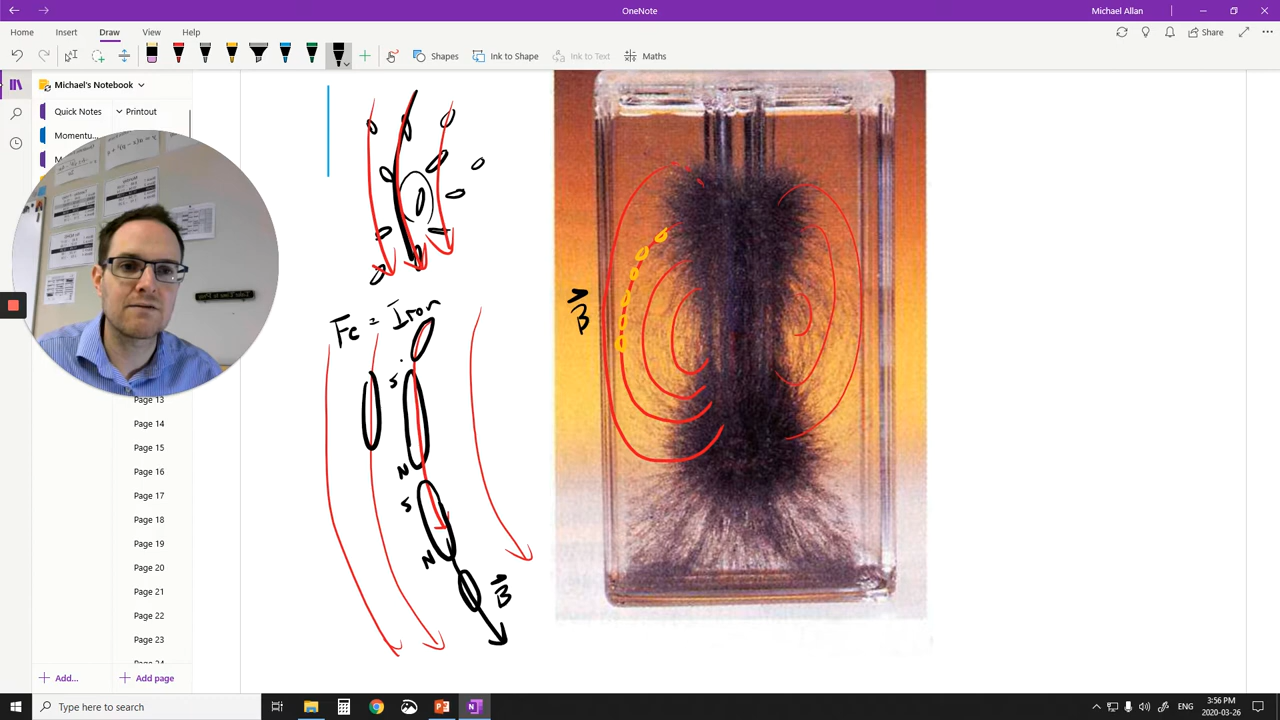 OneNote
Michael Allan
Home Insert Draw View Help
Share
Shapes Ink to Shape Ink to Text Maths
Michael's Notebook
Quick Notes Printout
Momentu...
Page 13
Page 14
Page 15
Page 16
Page 17
Page 18
Page 19
Page 20
Page 21
Page 22
Page 23
Page 24
Add... Add page
Fe = Iron
S
N
S
N
B
B
Type here to search
ENG
3:56 PM
2020-03-26